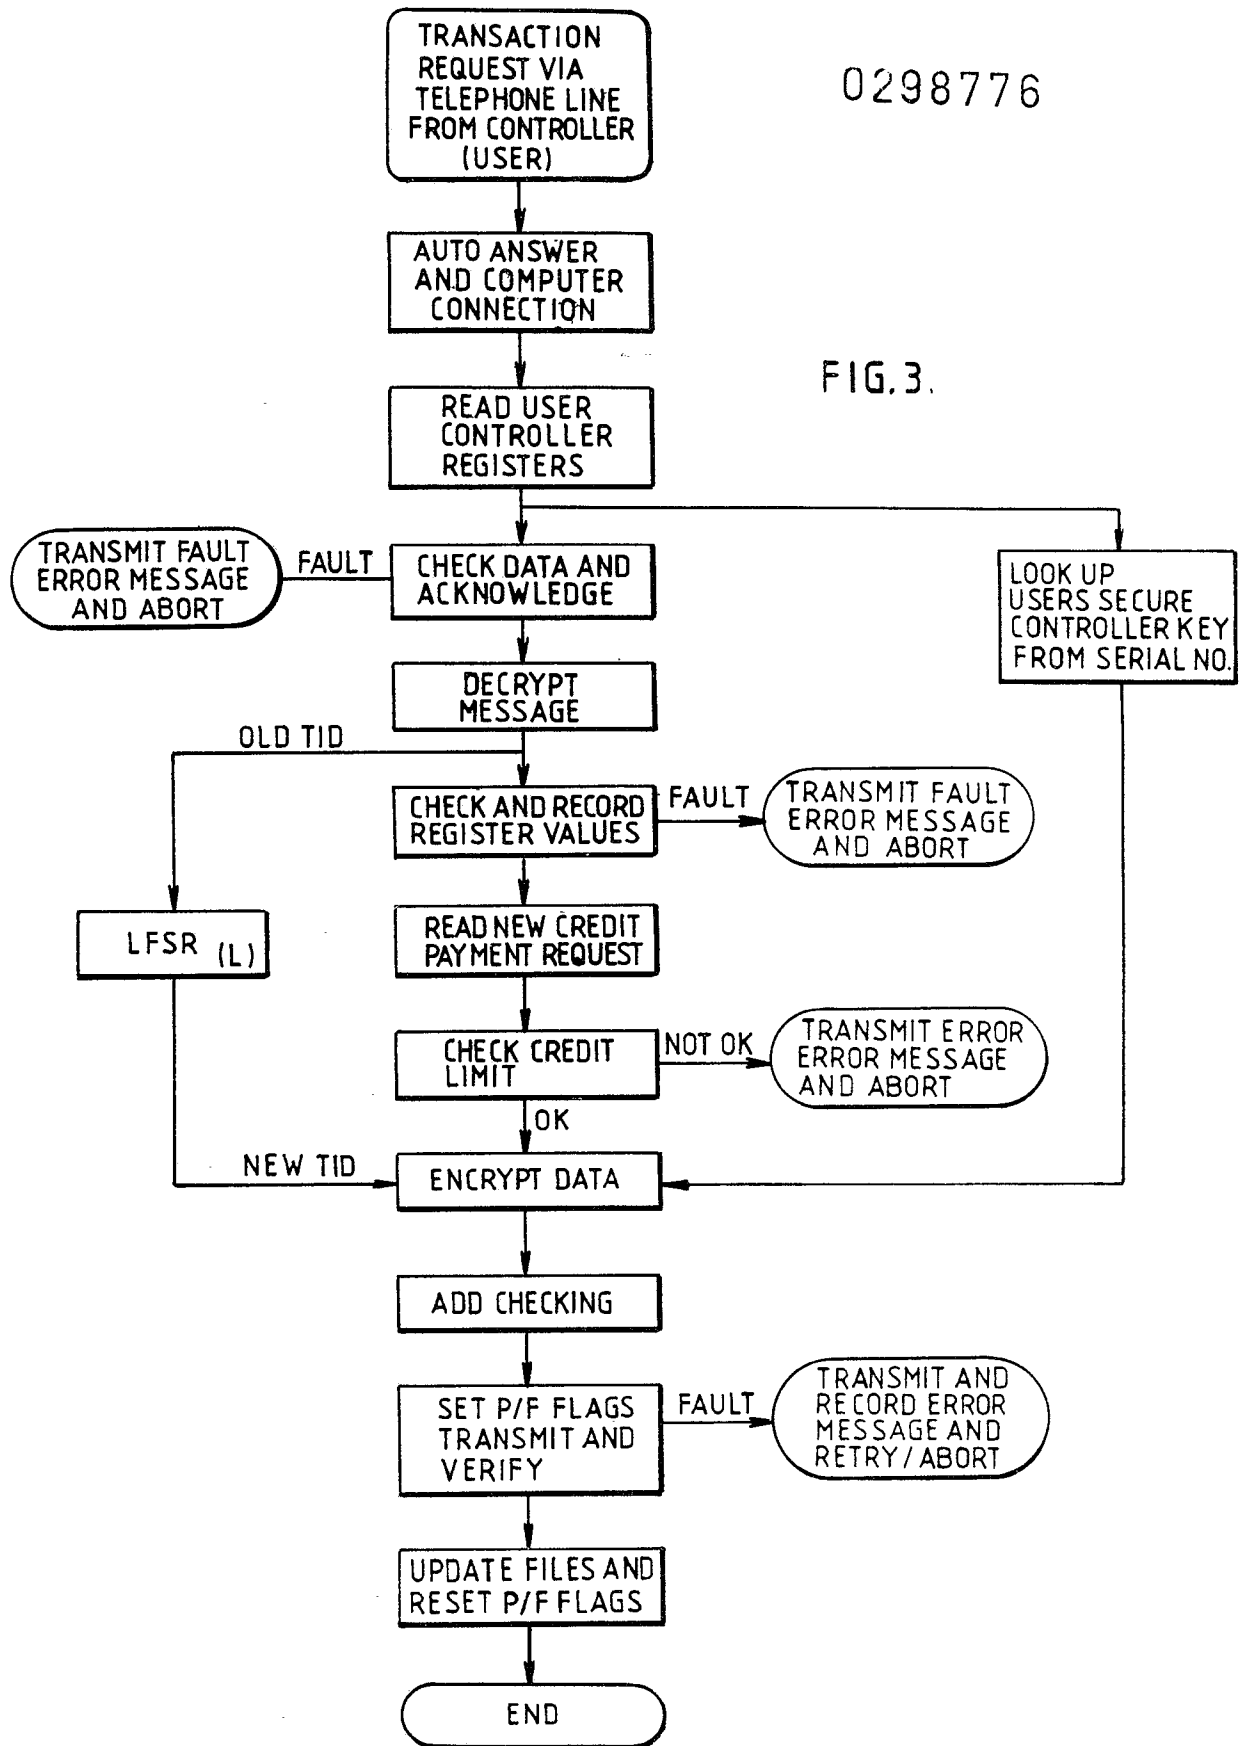 TRANSACTION
REQUEST VIA
TELEPHONE LINE
FROM CONTROLLER
(USER)
0298776
AUTO ANSWER
AND COMPUTER
CONNECTION
FIG.3.
READ USER
CONTROLLER
REGISTERS
TRANSMIT FAULT
ERROR MESSAGE
AND ABORT
FAULT
CHECK DATA AND
ACKNOWLEDGE
LOOK UP
USERS SECURE
CONTROLLER KEY
FROM SERIAL NO.
DECRYPT
MESSAGE
OLD TID
CHECK AND RECORD
REGISTER VALUES
FAULT
TRANSMIT FAULT
ERROR MESSAGE
AND ABORT
LFSR (L)
READ NEW CREDIT
PAYMENT REQUEST
CHECK CREDIT
LIMIT
NOT OK
TRANSMIT ERROR
ERROR MESSAGE
AND ABORT
OK
NEW TID
ENCRYPT DATA
ADD CHECKING
SET P/F FLAGS
TRANSMIT AND
VERIFY
FAULT
TRANSMIT AND
RECORD ERROR
MESSAGE AND
RETRY/ABORT
UPDATE FILES AND
RESET P/F FLAGS
END